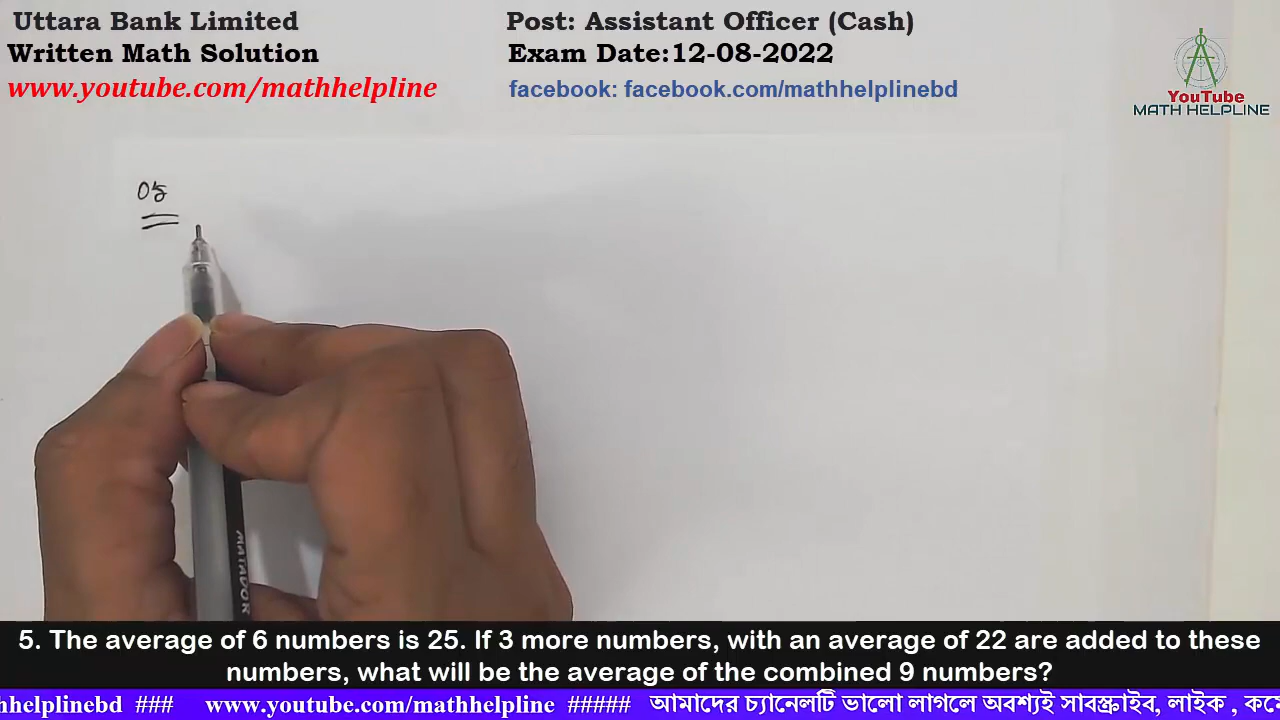 Uttara Bank Limited
Post: Assistant Officer (Cash)
Written Math Solution
Exam Date:12-08-2022
www.youtube.com/mathhelpline
facebook: facebook.com/mathhelplinebd
YouTube
MATH HELPLINE
MATADOR
5. The average of 6 numbers is 25. If 3 more numbers, with an average of 22 are added to these
numbers, what will be the average of the combined 9 numbers?
hhelplinebd ### www.youtube.com/mathhelpline ##### আমাদের চ্যানেলটি ভালো লাগলে অবশ্যই সাবস্ক্রাইব, লাইক , কমে